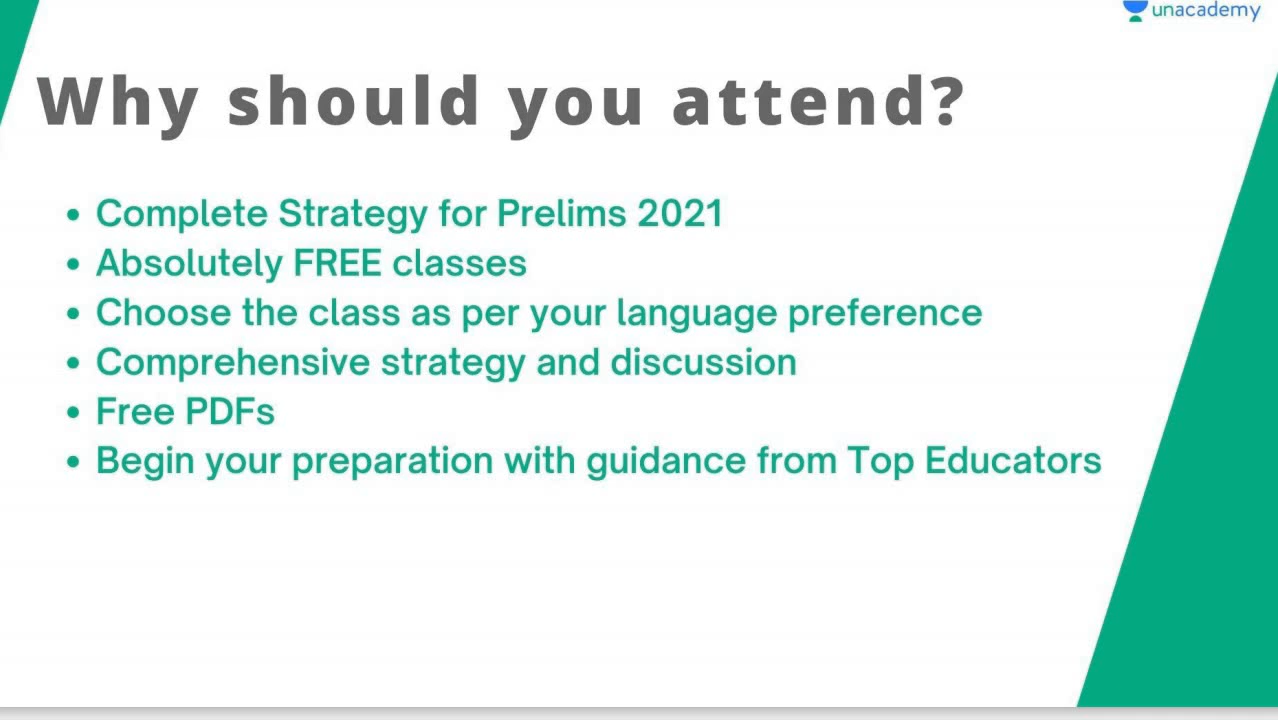 unacademy
Why should you attend?
• Complete Strategy for Prelims 2021
• Absolutely FREE classes
• Choose the class as per your language preference
• Comprehensive strategy and discussion
• Free PDFs
• Begin your preparation with guidance from Top Educators